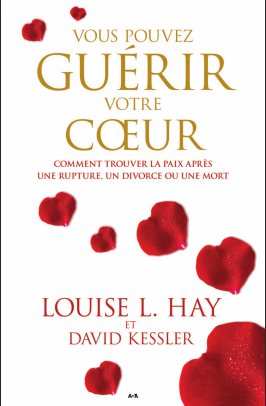 VOUS POUVEZ
GUÉRIR
VOTRE
CŒUR
COMMENT TROUVER LA PAIX APRÈS
UNE RUPTURE, UN DIVORCE OU UNE MORT
LOUISE L. HAY
ET
DAVID KESSLER
A•A